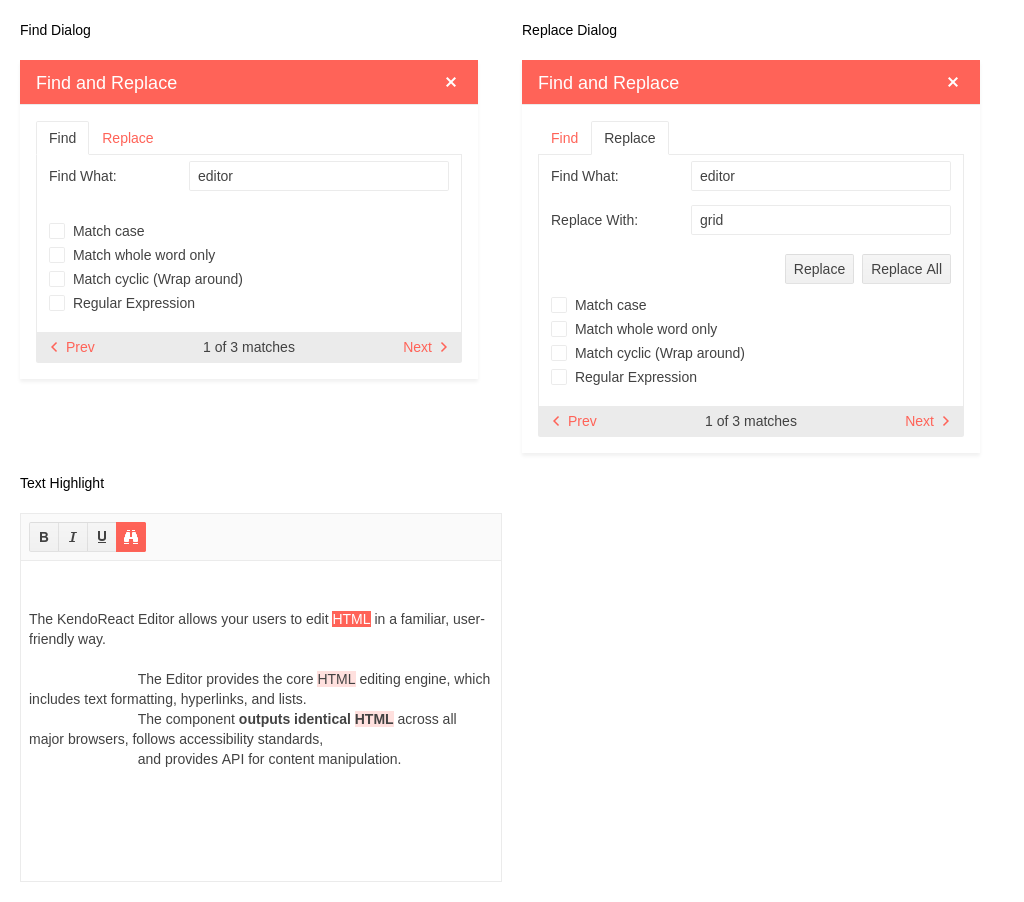 Find Dialog
Find and Replace
Find Replace
Find What: editor
Match case
Match whole word only
Match cyclic (Wrap around)
Regular Expression
Prev 1 of 3 matches Next
Replace Dialog
Find and Replace
Find Replace
Find What: editor
Replace With: grid
Replace Replace All
Match case
Match whole word only
Match cyclic (Wrap around)
Regular Expression
Prev 1 of 3 matches Next
Text Highlight
B I U
The KendoReact Editor allows your users to edit HTML in a familiar, user-
friendly way.
The Editor provides the core HTML editing engine, which
includes text formatting, hyperlinks, and lists.
The component outputs identical HTML across all
major browsers, follows accessibility standards,
and provides API for content manipulation.